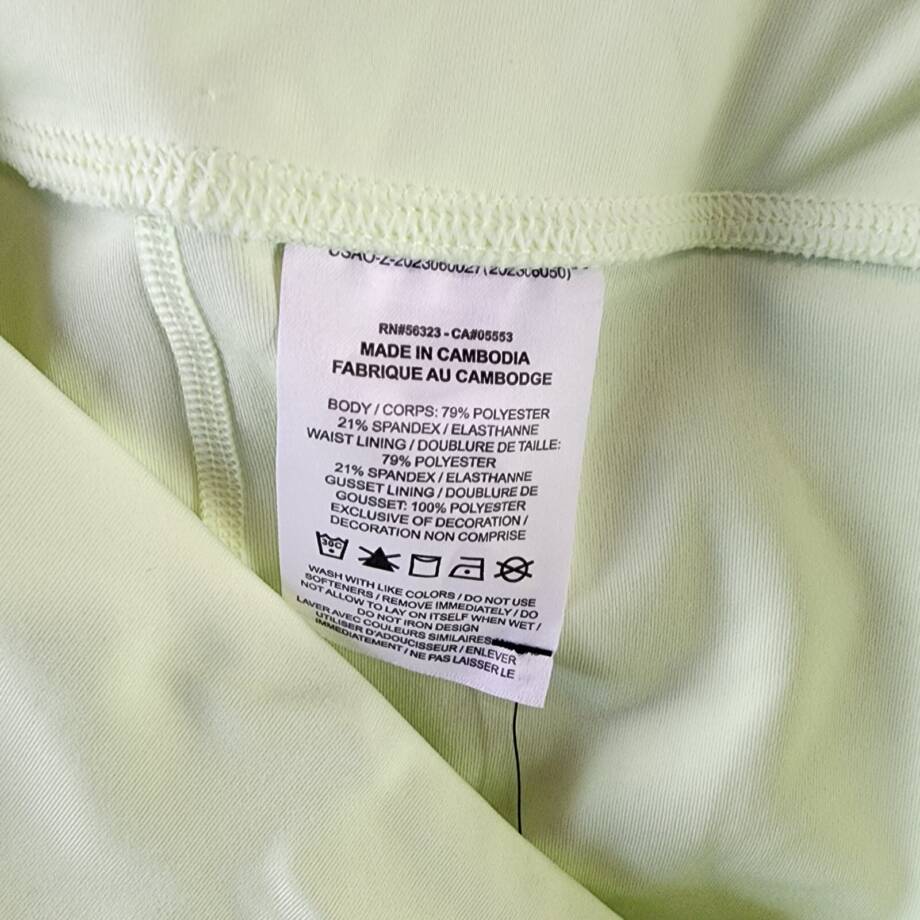 RN#56323 - CA#05553
MADE IN CAMBODIA
FABRIQUE AU CAMBODGE
BODY / CORPS: 79% POLYESTER
21% SPANDEX / ELASTHANNE
WAIST LINING / DOUBLURE DE TAILLE:
79% POLYESTER
21% SPANDEX / ELASTHANNE
GUSSET LINING / DOUBLURE DE
GOUSSET: 100% POLYESTER
EXCLUSIVE OF DECORATION /
DECORATION NON COMPRISE
30C
WASH WITH LIKE COLORS / DO NOT USE
SOFTENERS / REMOVE IMMEDIATELY / DO
NOT ALLOW TO LAY ON ITSELF WHEN WET /
DO NOT IRON DESIGN
LAVER AVEC COULEURS SIMILAIRES
UTILISER D'ADOUCISSEUR / ENLEVER
IMMEDIATEMENT / NE PAS LAISSER LE